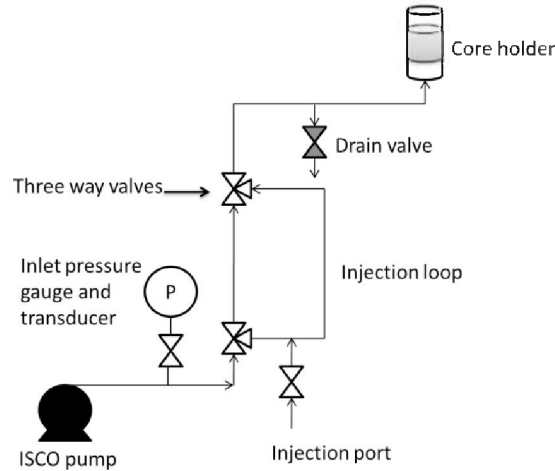 Core holder
Drain valve
Three way valves
Inlet pressure
gauge and
transducer
P
Injection loop
ISCO pump
Injection port